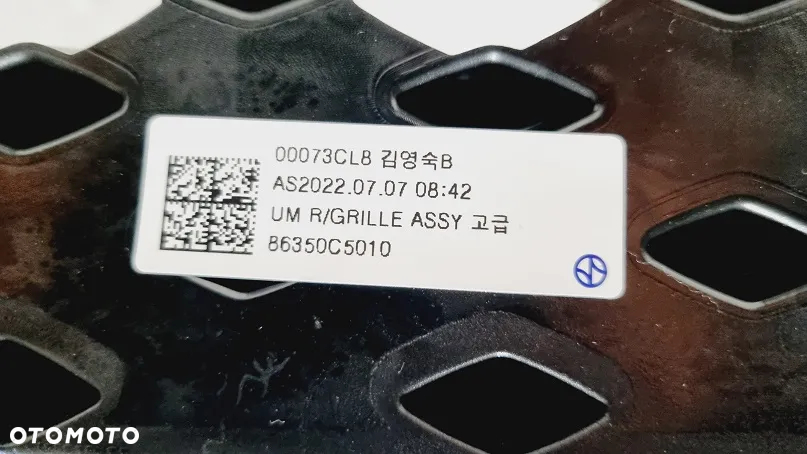 00073CL8 김영숙B
AS2022.07.07 08:42
UM R/GRILLE ASSY 고급
86350C5010
OTOMOTO